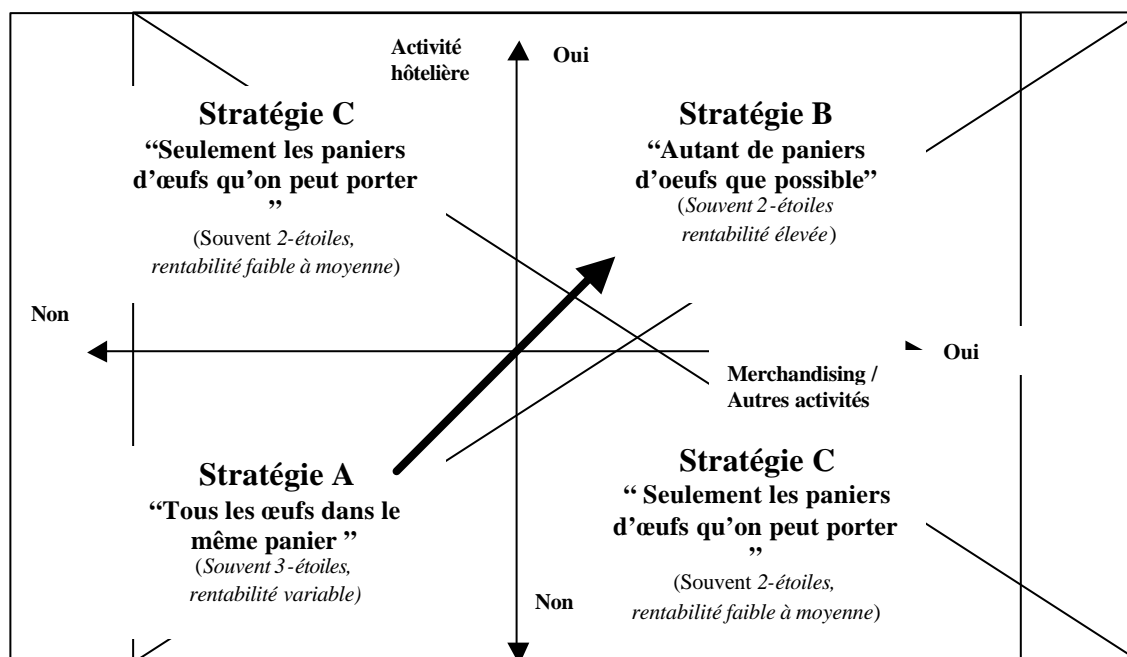 Activité
hôtelière
Oui
Stratégie C
“Seulement les paniers
d’œufs qu’on peut porter
”
(Souvent 2-étoiles,
rentabilité faible à moyenne)
Stratégie B
“Autant de paniers
d'oeufs que possible”
(Souvent 2-étoiles
rentabilité élevée)
Non
Oui
Merchandising /
Autres activités
Stratégie A
“Tous les œufs dans le
même panier ”
(Souvent 3-étoiles,
rentabilité variable)
Stratégie C
“ Seulement les paniers
d’œufs qu’on peut porter
”
(Souvent 2-étoiles,
rentabilité faible à moyenne)
Non